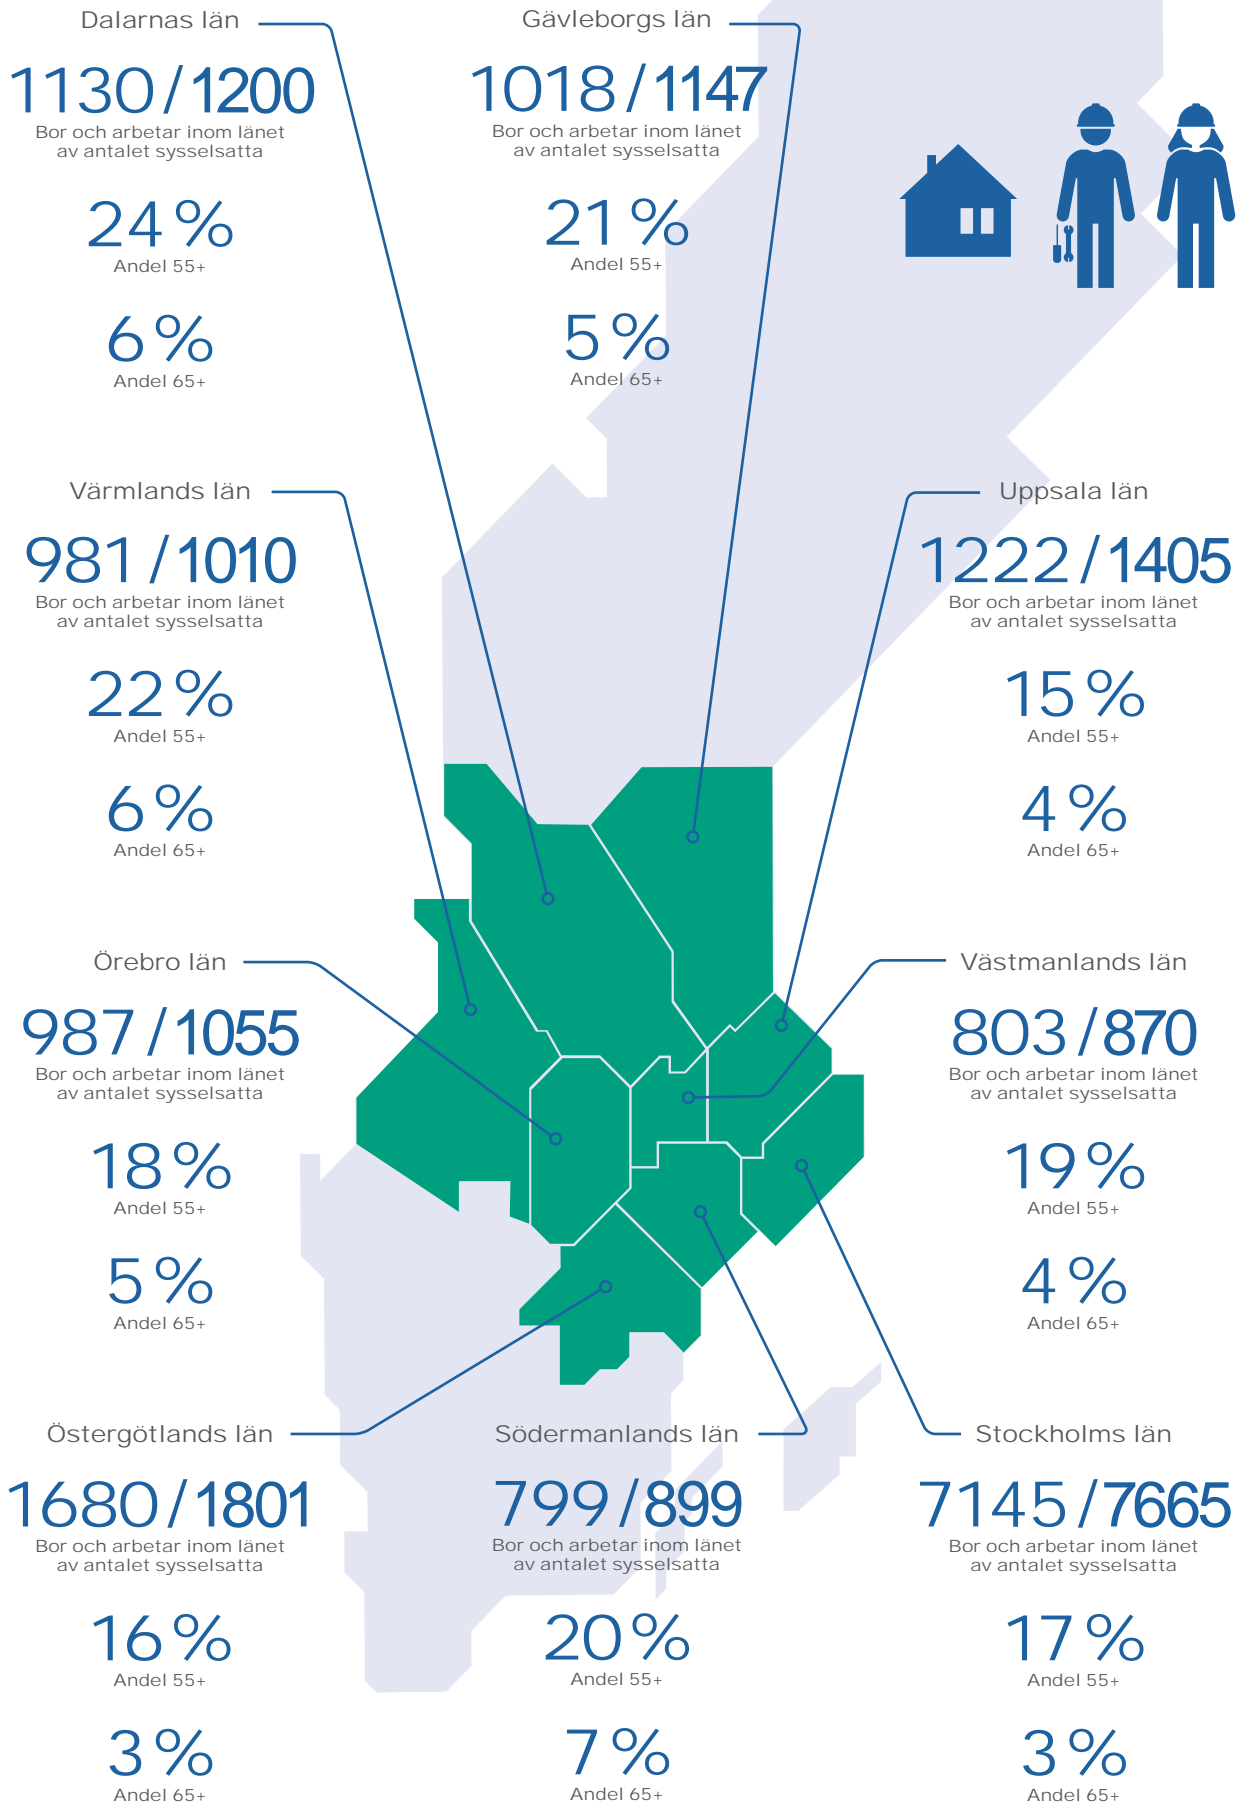 Dalarnas län
1130/1200
Bor och arbetar inom länet
av antalet sysselsatta
24%
Andel 55+
6%
Andel 65+
Gävleborgs län
1018/1147
Bor och arbetar inom länet
av antalet sysselsatta
21%
Andel 55+
5%
Andel 65+
Värmlands län
981/1010
Bor och arbetar inom länet
av antalet sysselsatta
22%
Andel 55+
6%
Andel 65+
Uppsala län
1222/1405
Bor och arbetar inom länet
av antalet sysselsatta
15%
Andel 55+
4%
Andel 65+
Örebro län
987/1055
Bor och arbetar inom länet
av antalet sysselsatta
18%
Andel 55+
5%
Andel 65+
Västmanlands län
803/870
Bor och arbetar inom länet
av antalet sysselsatta
19%
Andel 55+
4%
Andel 65+
Östergötlands län
1680/1801
Bor och arbetar inom länet
av antalet sysselsatta
16%
Andel 55+
3%
Andel 65+
Södermanlands län
799/899
Bor och arbetar inom länet
av antalet sysselsatta
20%
Andel 55+
7%
Andel 65+
Stockholms län
7145/7665
Bor och arbetar inom länet
av antalet sysselsatta
17%
Andel 55+
3%
Andel 65+